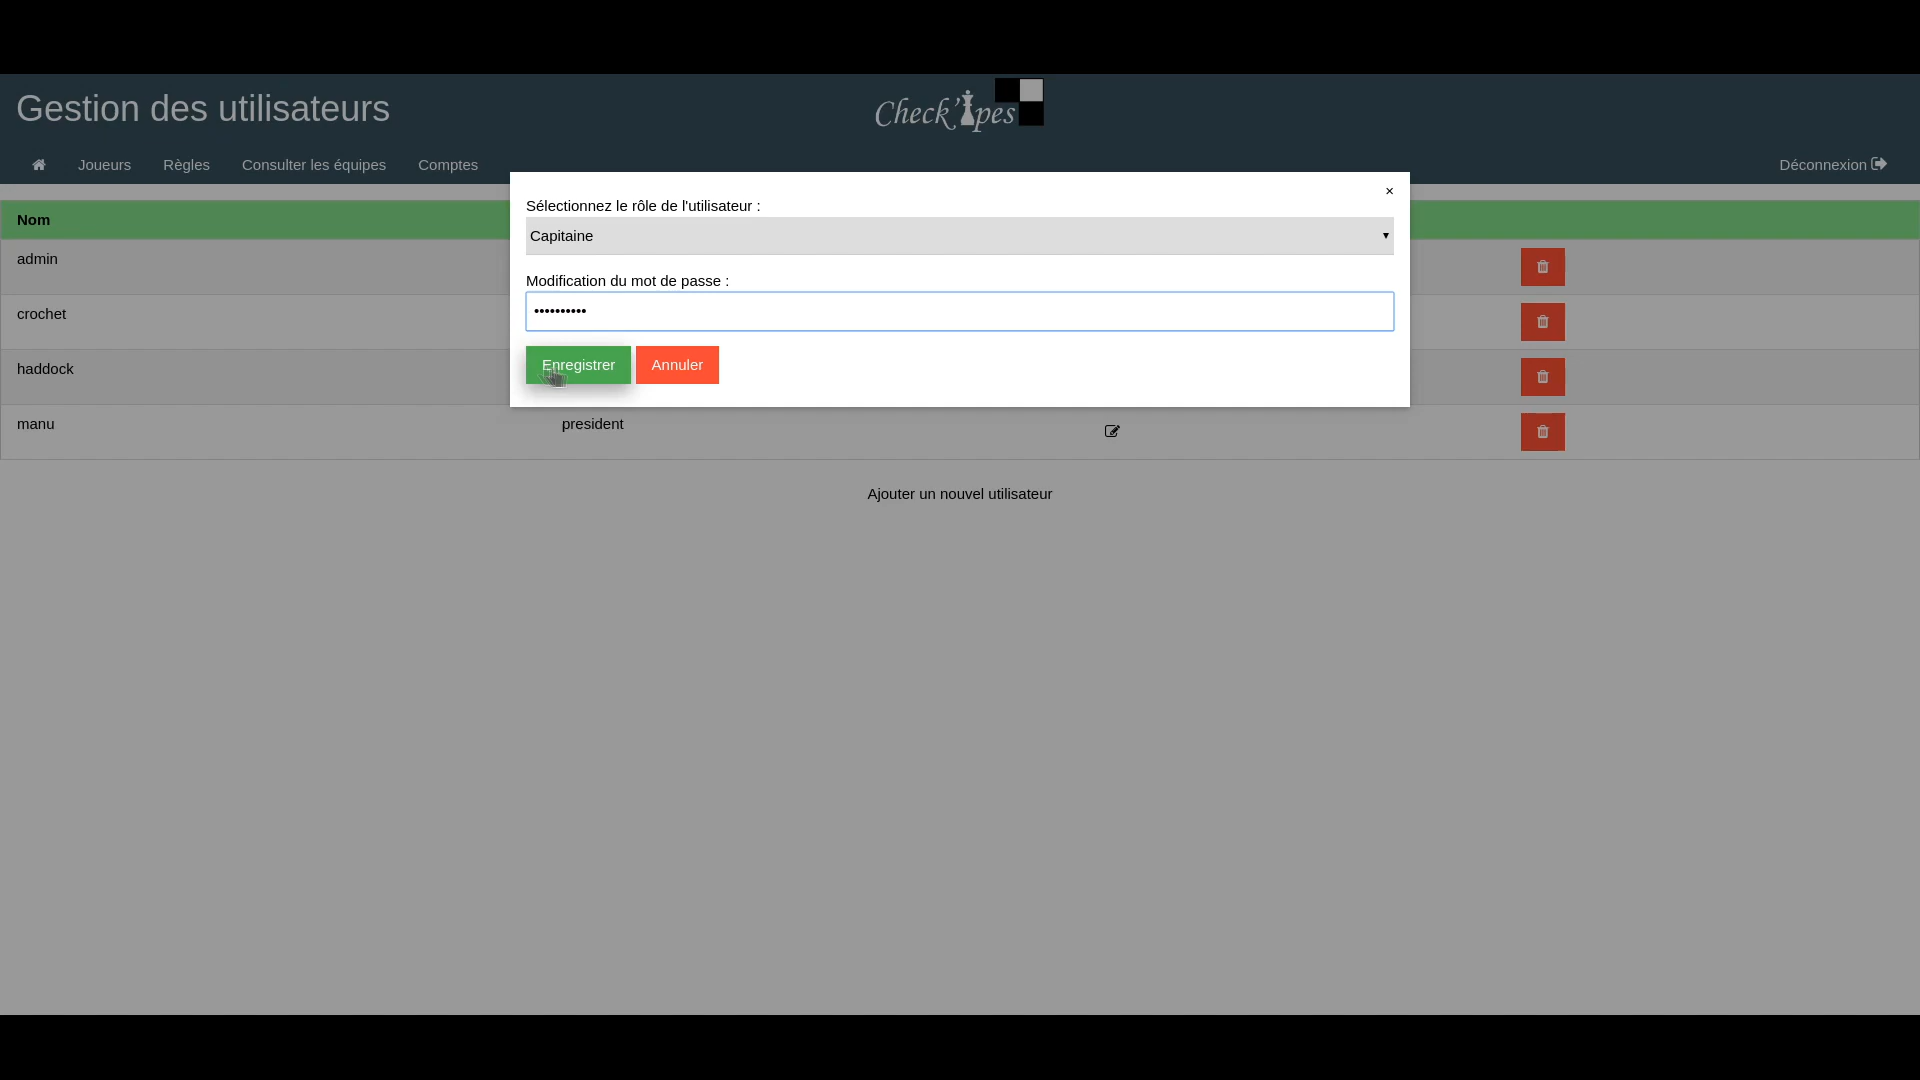 Gestion des utilisateurs
Check'Ipes
Joueurs Règles Consulter les équipes Comptes Déconnexion
×
Sélectionnez le rôle de l'utilisateur :
Capitaine
Modification du mot de passe :
••••••••••
Enregistrer Annuler
Nom
admin
crochet
haddock
manu president
Ajouter un nouvel utilisateur